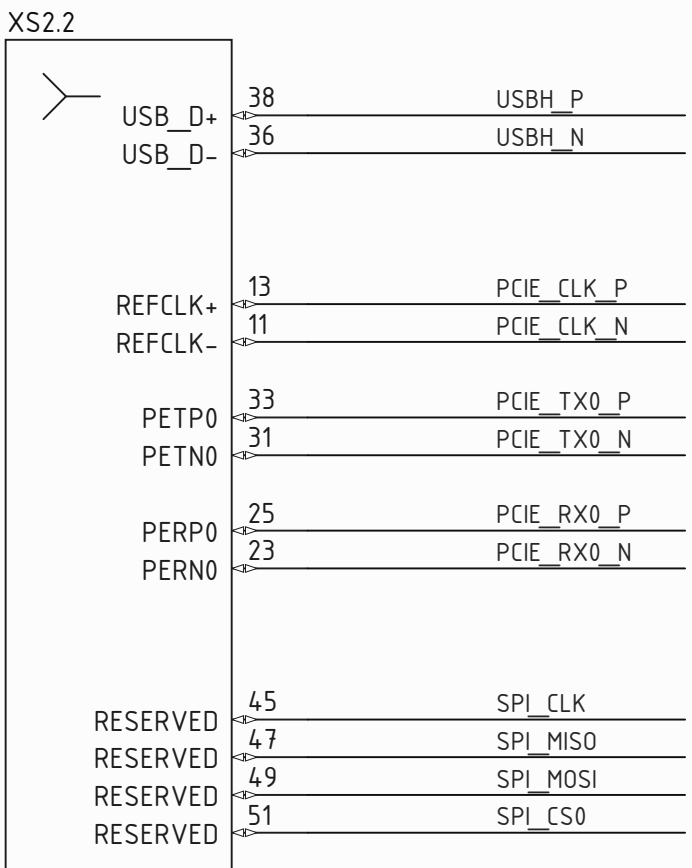 XS2.2
USB_D+ 38 USBH_P
USB_D- 36 USBH_N
REFCLK+ 13 PCIE_CLK_P
REFCLK- 11 PCIE_CLK_N
PETP0 33 PCIE_TX0_P
PETN0 31 PCIE_TX0_N
PERP0 25 PCIE_RX0_P
PERN0 23 PCIE_RX0_N
RESERVED 45 SPI_CLK
RESERVED 47 SPI_MISO
RESERVED 49 SPI_MOSI
RESERVED 51 SPI_CS0